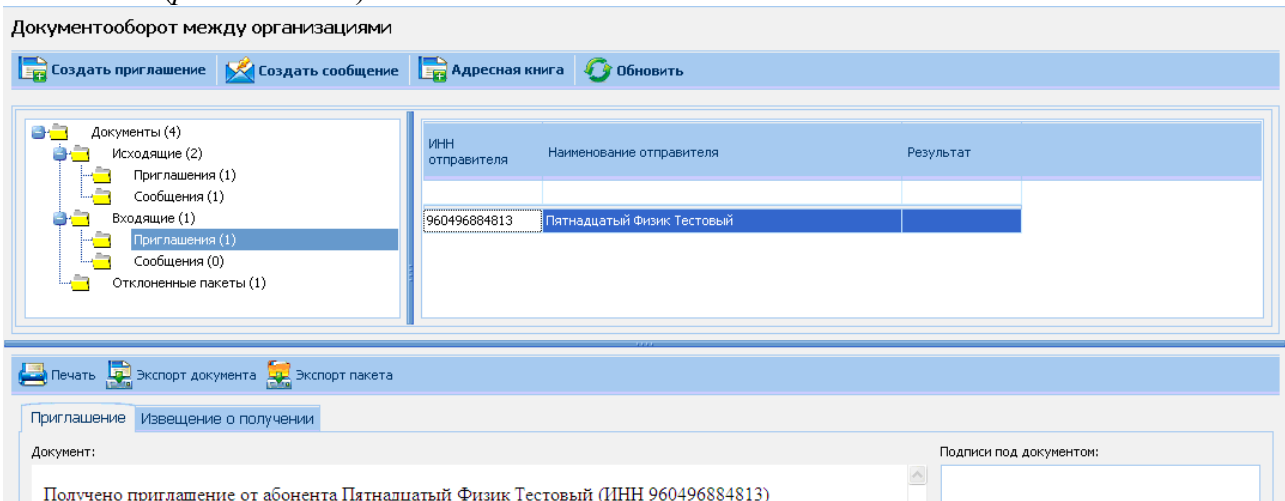 Документооборот между организациями
Создать приглашение Создать сообщение Адресная книга Обновить
Документы (4)
Исходящие (2)
Приглашения (1)
Сообщения (1)
Входящие (1)
Приглашения (1)
Сообщения (0)
Отклоненные пакеты (1)
ИНН отправителя Наименование отправителя Результат
960496884813 Пятнадцатый Физик Тестовый
Печать Экспорт документа Экспорт пакета
Приглашение Извещение о получении
Документ: Подписи под документом:
Получено приглашение от абонента Пятнадцатый Физик Тестовый (ИНН 960496884813)